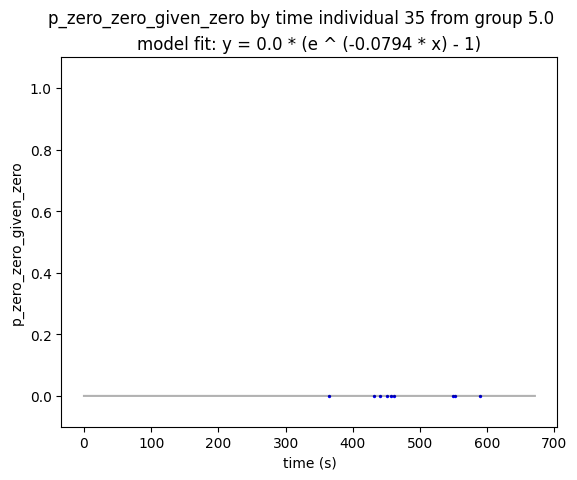 p_zero_zero_given_zero by time individual 35 from group 5.0
model fit: y = 0.0 * (e ^ (-0.0794 * x) - 1)
1.0
0.8
0.6
0.4
0.2
0.0
p_zero_zero_given_zero
0 100 200 300 400 500 600 700
time (s)